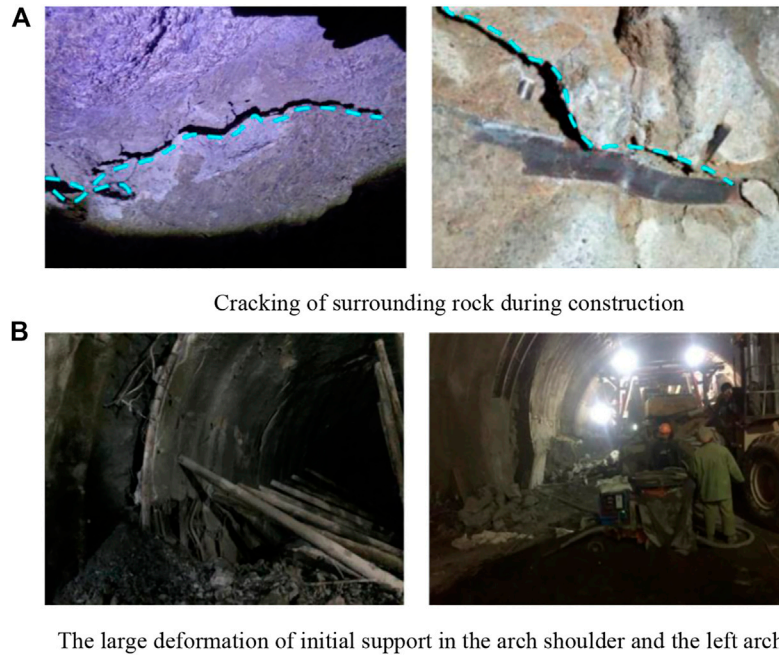 A
Cracking of surrounding rock during construction
B
The large deformation of initial support in the arch shoulder and the left arch